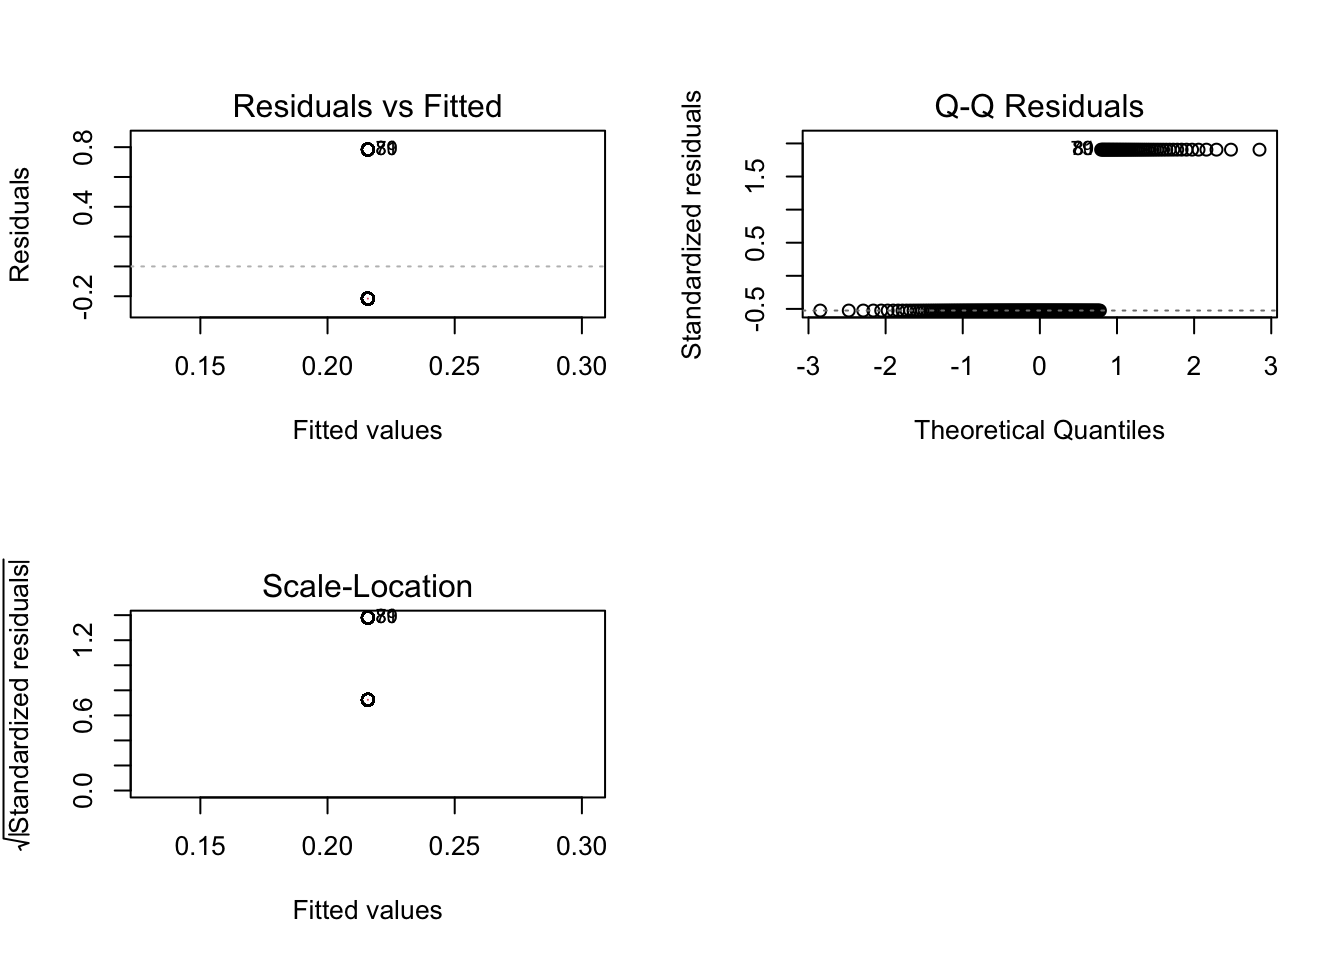 Residuals vs Fitted
Residuals
0.8
0.4
-0.2
0.15 0.20 0.25 0.30
Fitted values
Q-Q Residuals
Standardized residuals
1.5
0.5
-0.5
-3 -2 -1 0 1 2 3
Theoretical Quantiles
Scale-Location
√|Standardized residuals|
1.2
0.6
0.0
0.15 0.20 0.25 0.30
Fitted values